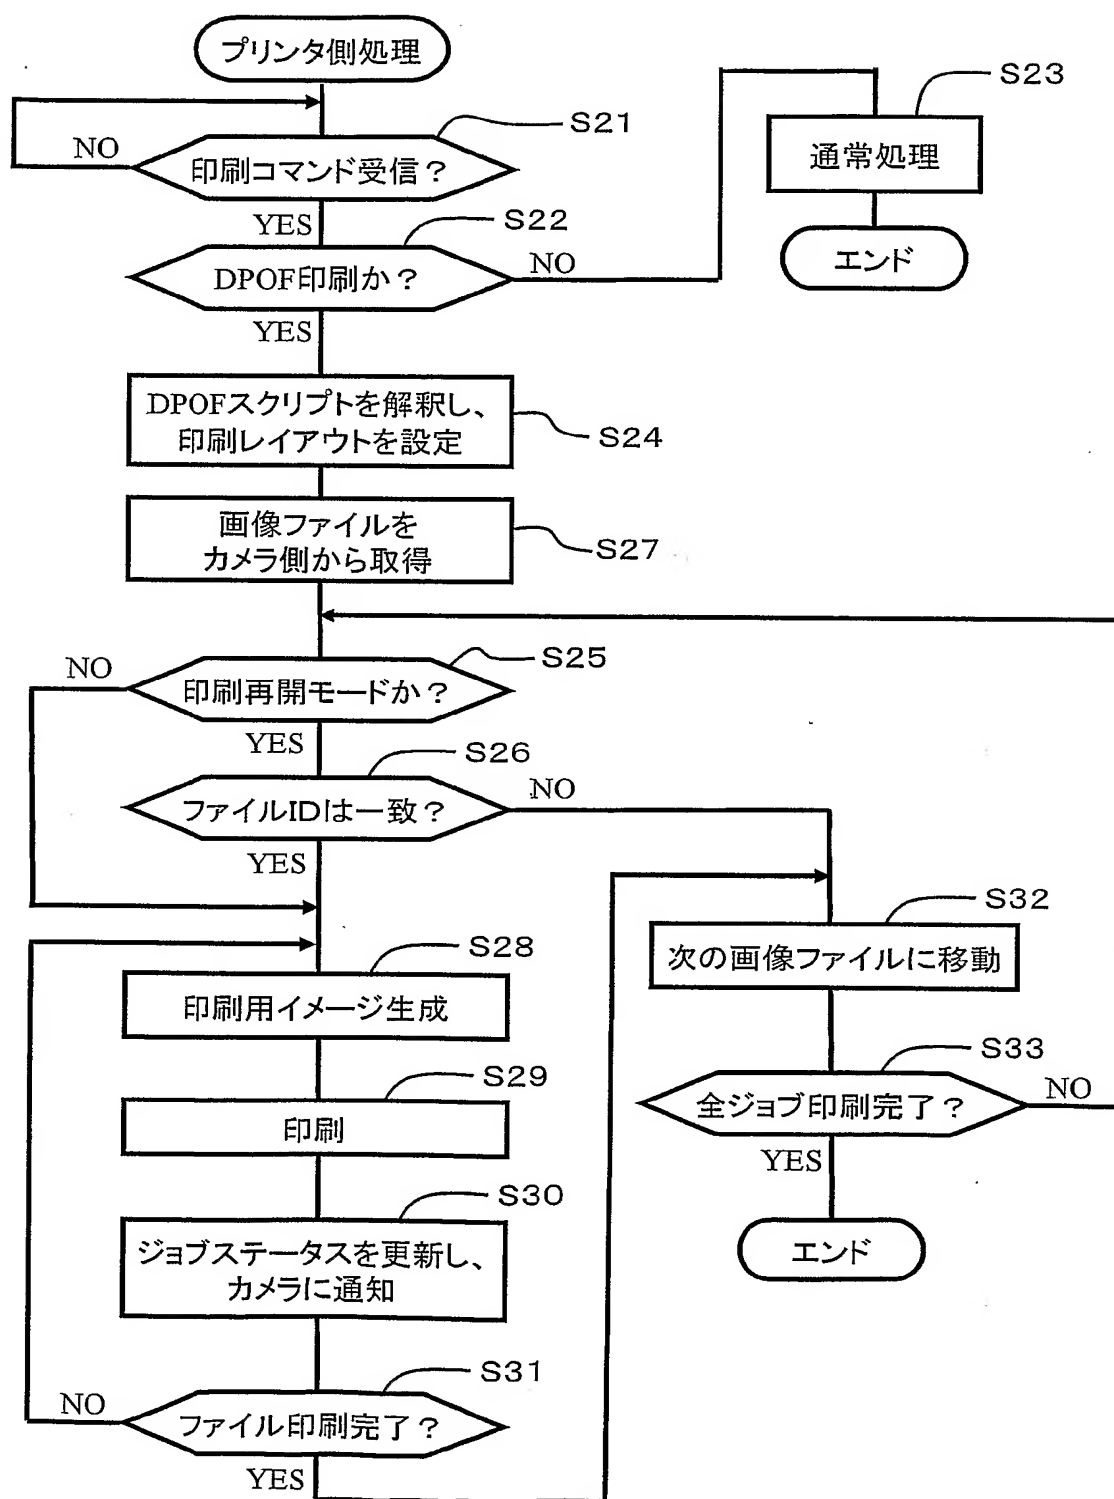 プリンタ側処理
S21
NO
印刷コマンド受信？
YES
S22
DPOF印刷か？
NO
YES
S23
通常処理
エンド
DPOFスクリプトを解釈し、
印刷レイアウトを設定
S24
画像ファイルを
カメラ側から取得
S27
NO
S25
印刷再開モードか？
YES
S26
ファイルIDは一致？
NO
YES
S28
印刷用イメージ生成
S29
印刷
S30
ジョブステータスを更新し、
カメラに通知
S31
NO
ファイル印刷完了？
YES
S32
次の画像ファイルに移動
S33
全ジョブ印刷完了？
NO
YES
エンド